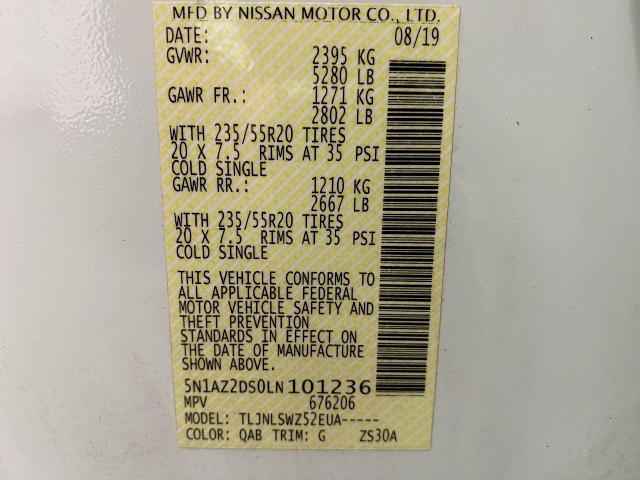 MFD BY NISSAN MOTOR CO., LTD.
DATE: 08/19
GVWR: 2395 KG
5280 LB
GAWR FR.: 1271 KG
2802 LB
WITH 235/55R20 TIRES
20 X 7.5 RIMS AT 35 PSI
COLD SINGLE
GAWR RR.: 1210 KG
2667 LB
WITH 235/55R20 TIRES
20 X 7.5 RIMS AT 35 PSI
COLD SINGLE
THIS VEHICLE CONFORMS TO
ALL APPLICABLE FEDERAL
MOTOR VEHICLE SAFETY AND
THEFT PREVENTION
STANDARDS IN EFFECT ON
THE DATE OF MANUFACTURE
SHOWN ABOVE.
5N1AZ2DS0LN101236
MPV 676206
MODEL: TLJNLSWZ52EUA-----
COLOR: QAB TRIM: G ZS30A